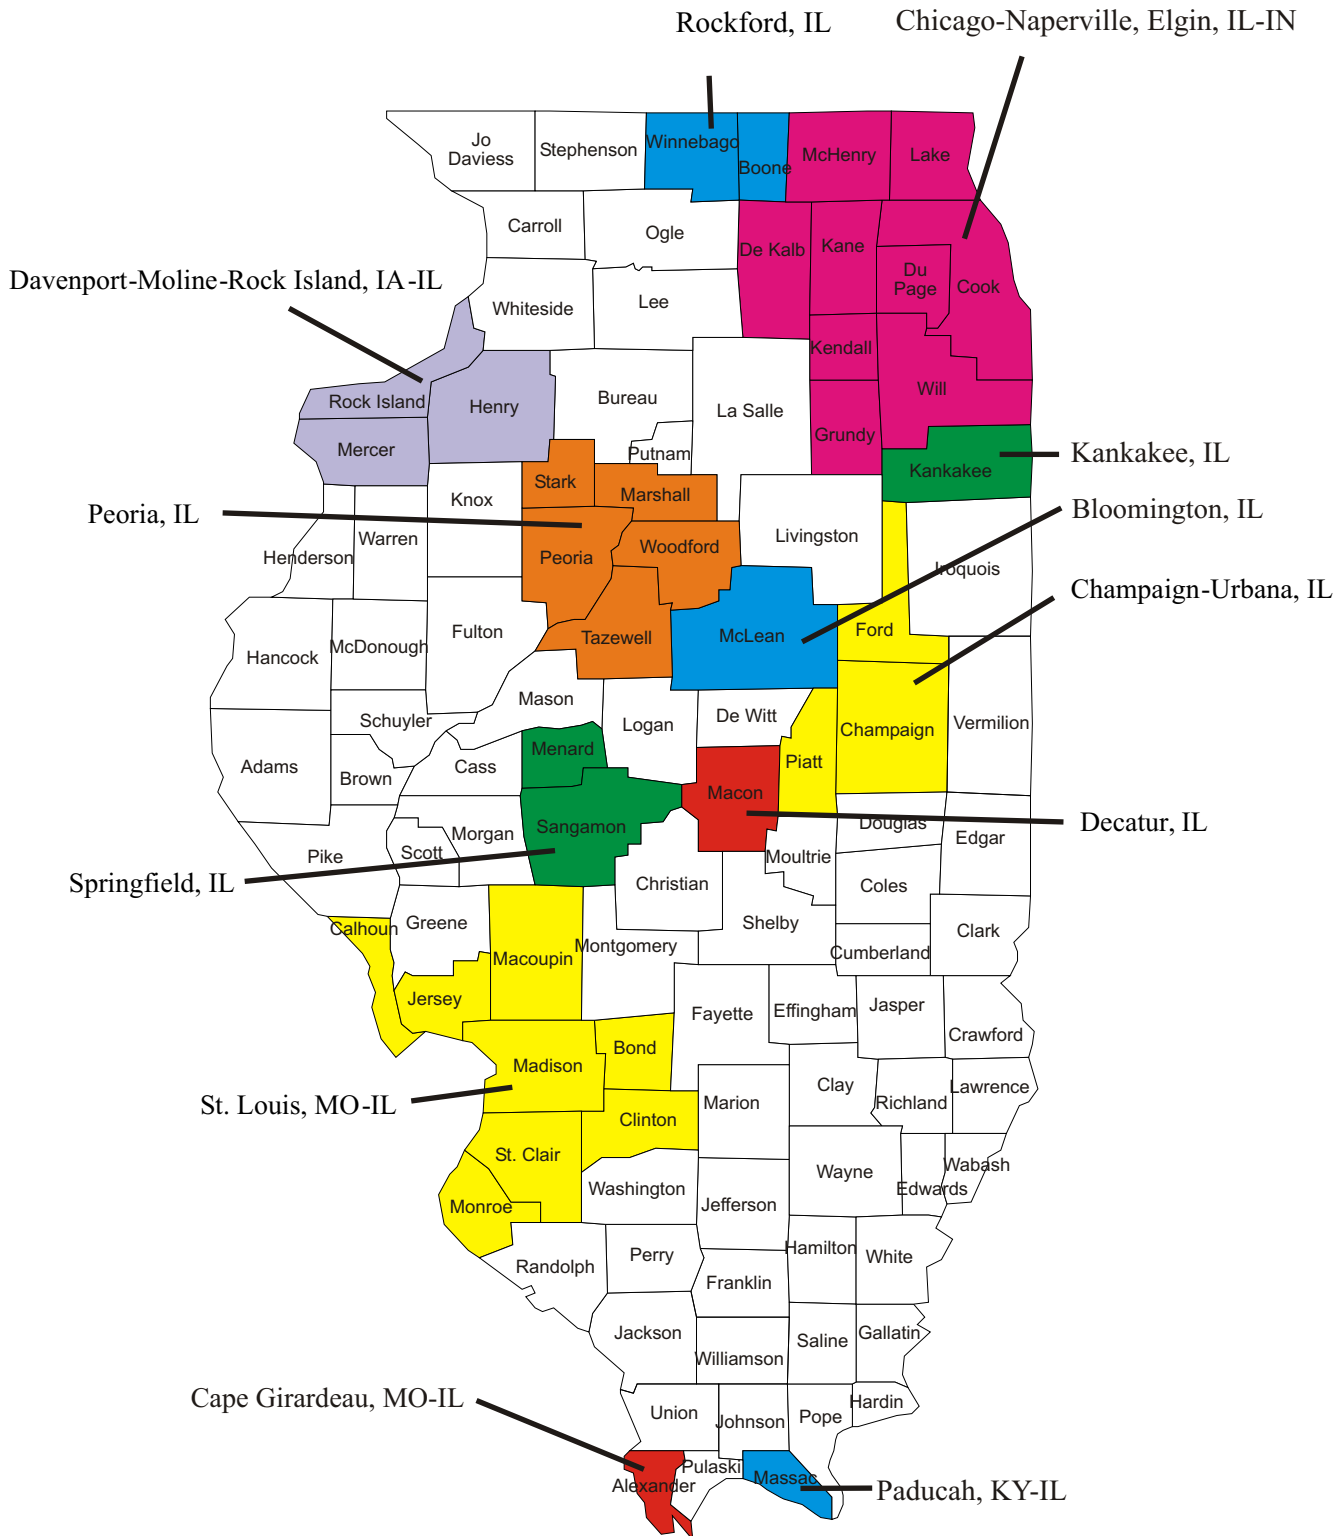 Rockford, IL
Chicago-Naperville, Elgin, IL-IN
Jo
Daviess
Stephenson
Winnebago
Boone
McHenry
Lake
Carroll
Ogle
De Kalb
Kane
Du
Page
Cook
Davenport-Moline-Rock Island, IA-IL
Whiteside
Lee
Kendall
Will
Rock Island
Henry
Bureau
La Salle
Grundy
Mercer
Putnam
Kankakee
Kankakee, IL
Stark
Marshall
Knox
Peoria, IL
Bloomington, IL
Warren
Henderson
Peoria
Woodford
Livingston
Iroquois
Champaign-Urbana, IL
Hancock
McDonough
Fulton
Tazewell
McLean
Ford
Mason
Logan
De Witt
Champaign
Vermilion
Schuyler
Adams
Brown
Cass
Menard
Piatt
Macon
Decatur, IL
Morgan
Sangamon
Douglas
Edgar
Pike
Scott
Springfield, IL
Christian
Moultrie
Coles
Calhoun
Greene
Macoupin
Montgomery
Shelby
Cumberland
Clark
Jersey
Fayette
Effingham
Jasper
Crawford
Bond
Madison
St. Louis, MO-IL
Clinton
Marion
Clay
Richland
Lawrence
St. Clair
Washington
Wayne
Edwards
Wabash
Monroe
Jefferson
Randolph
Perry
Hamilton
White
Franklin
Jackson
Williamson
Saline
Gallatin
Cape Girardeau, MO-IL
Union
Johnson
Pope
Hardin
Alexander
Pulaski
Massac
Paducah, KY-IL